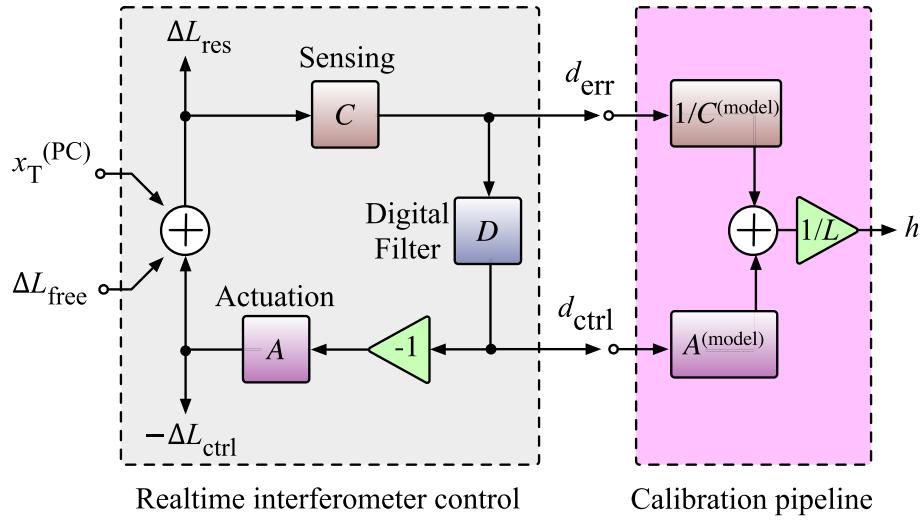 ΔL_res
Sensing
C
d_err
1/C^(model)
x_T^(PC)
Digital
Filter
D
1/L
h
ΔL_free
Actuation
A
-1
d_ctrl
A^(model)
−ΔL_ctrl
Realtime interferometer control
Calibration pipeline